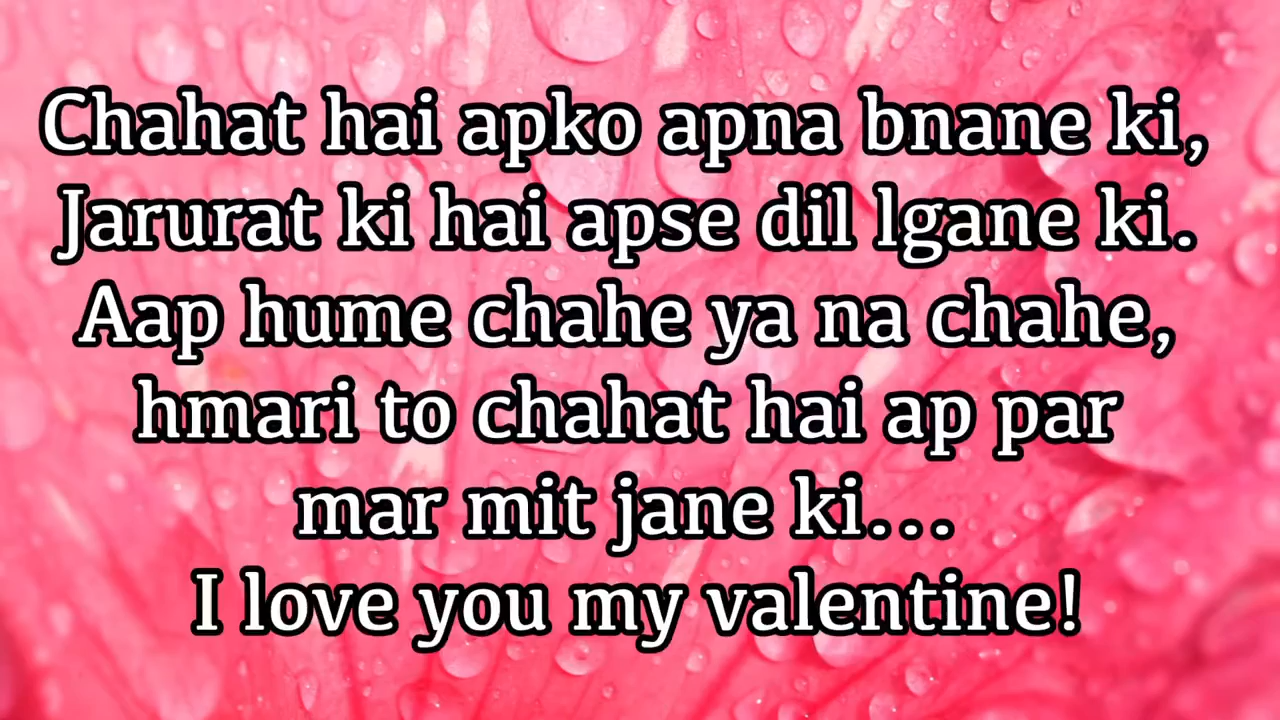 Chahat hai apko apna bnane ki,
Jarurat ki hai apse dil lgane ki.
Aap hume chahe ya na chahe,
hmari to chahat hai ap par
mar mit jane ki...
I love you my valentine!